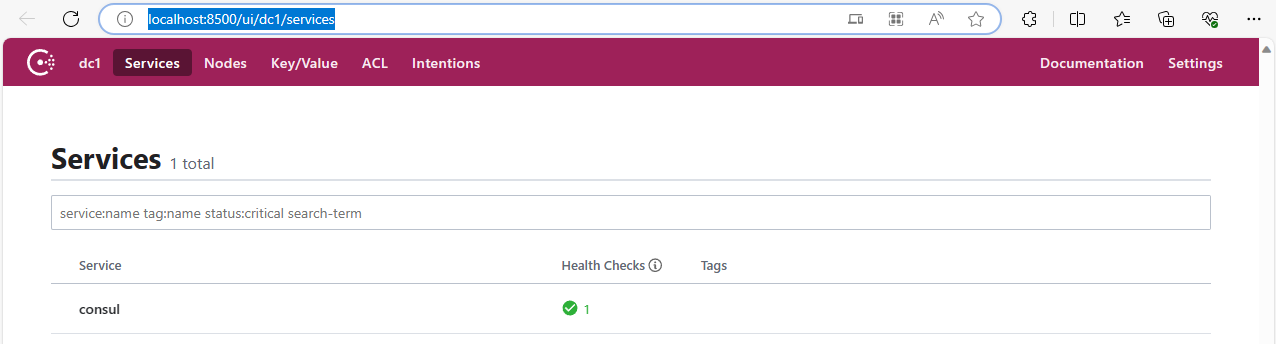 localhost:8500/ui/dc1/services
dc1 Services Nodes Key/Value ACL Intentions Documentation Settings
Services 1 total
service:name tag:name status:critical search-term
Service Health Checks Tags
consul 1